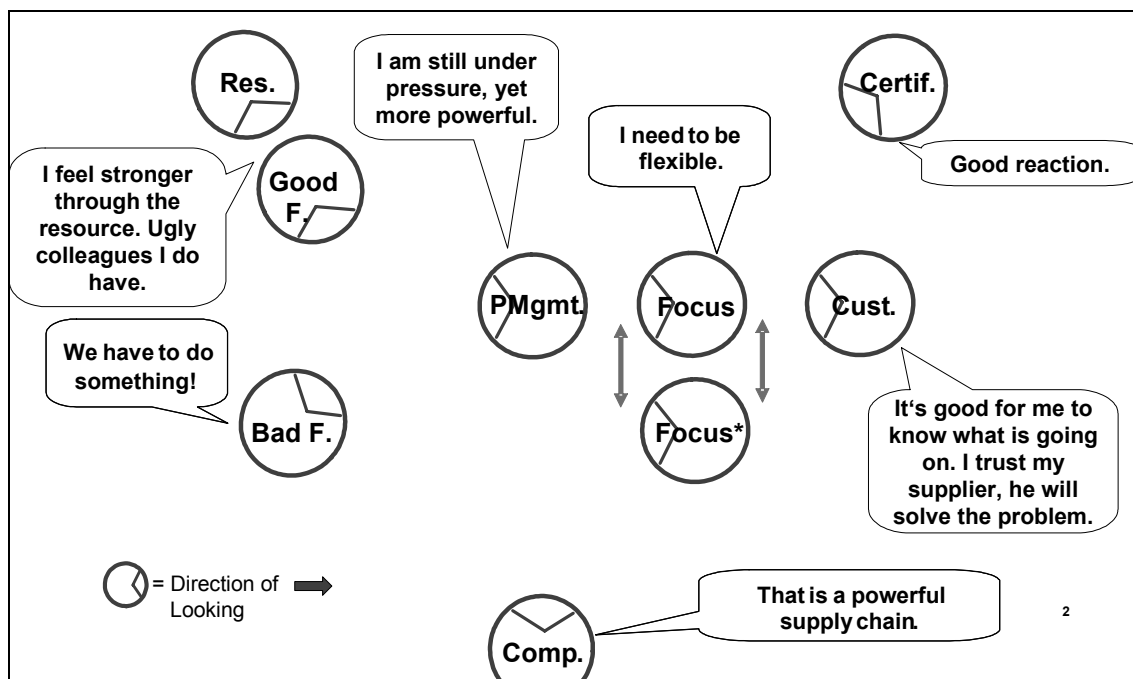 Res.
I am still under
pressure, yet
more powerful.
Certif.
I need to be
flexible.
Good reaction.
Good
F.
I feel stronger
through the
resource. Ugly
colleagues I do
have.
PMgmt.
Focus
Cust.
We have to do
something!
Bad F.
Focus*
It‘s good for me to
know what is going
on. I trust my
supplier, he will
solve the problem.
= Direction of
Looking
That is a powerful
supply chain.
2
Comp.